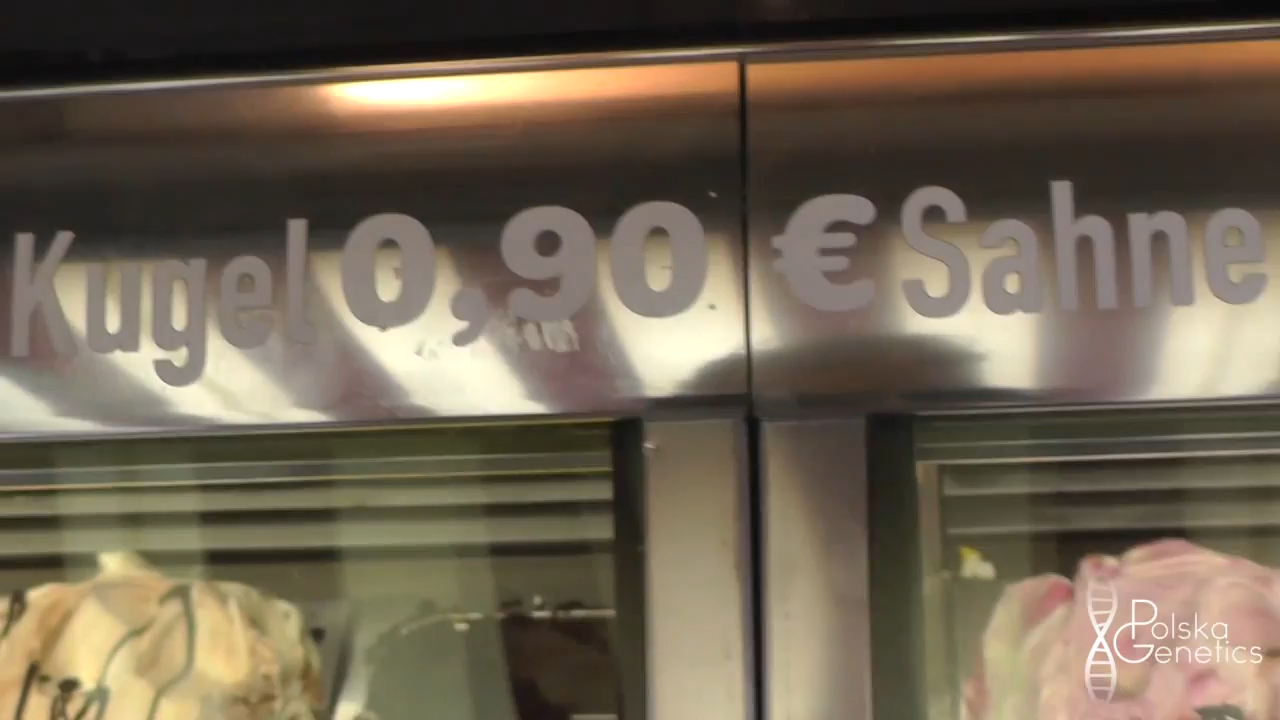 Kugel 0,90 € Sahne
Polska
Genetics